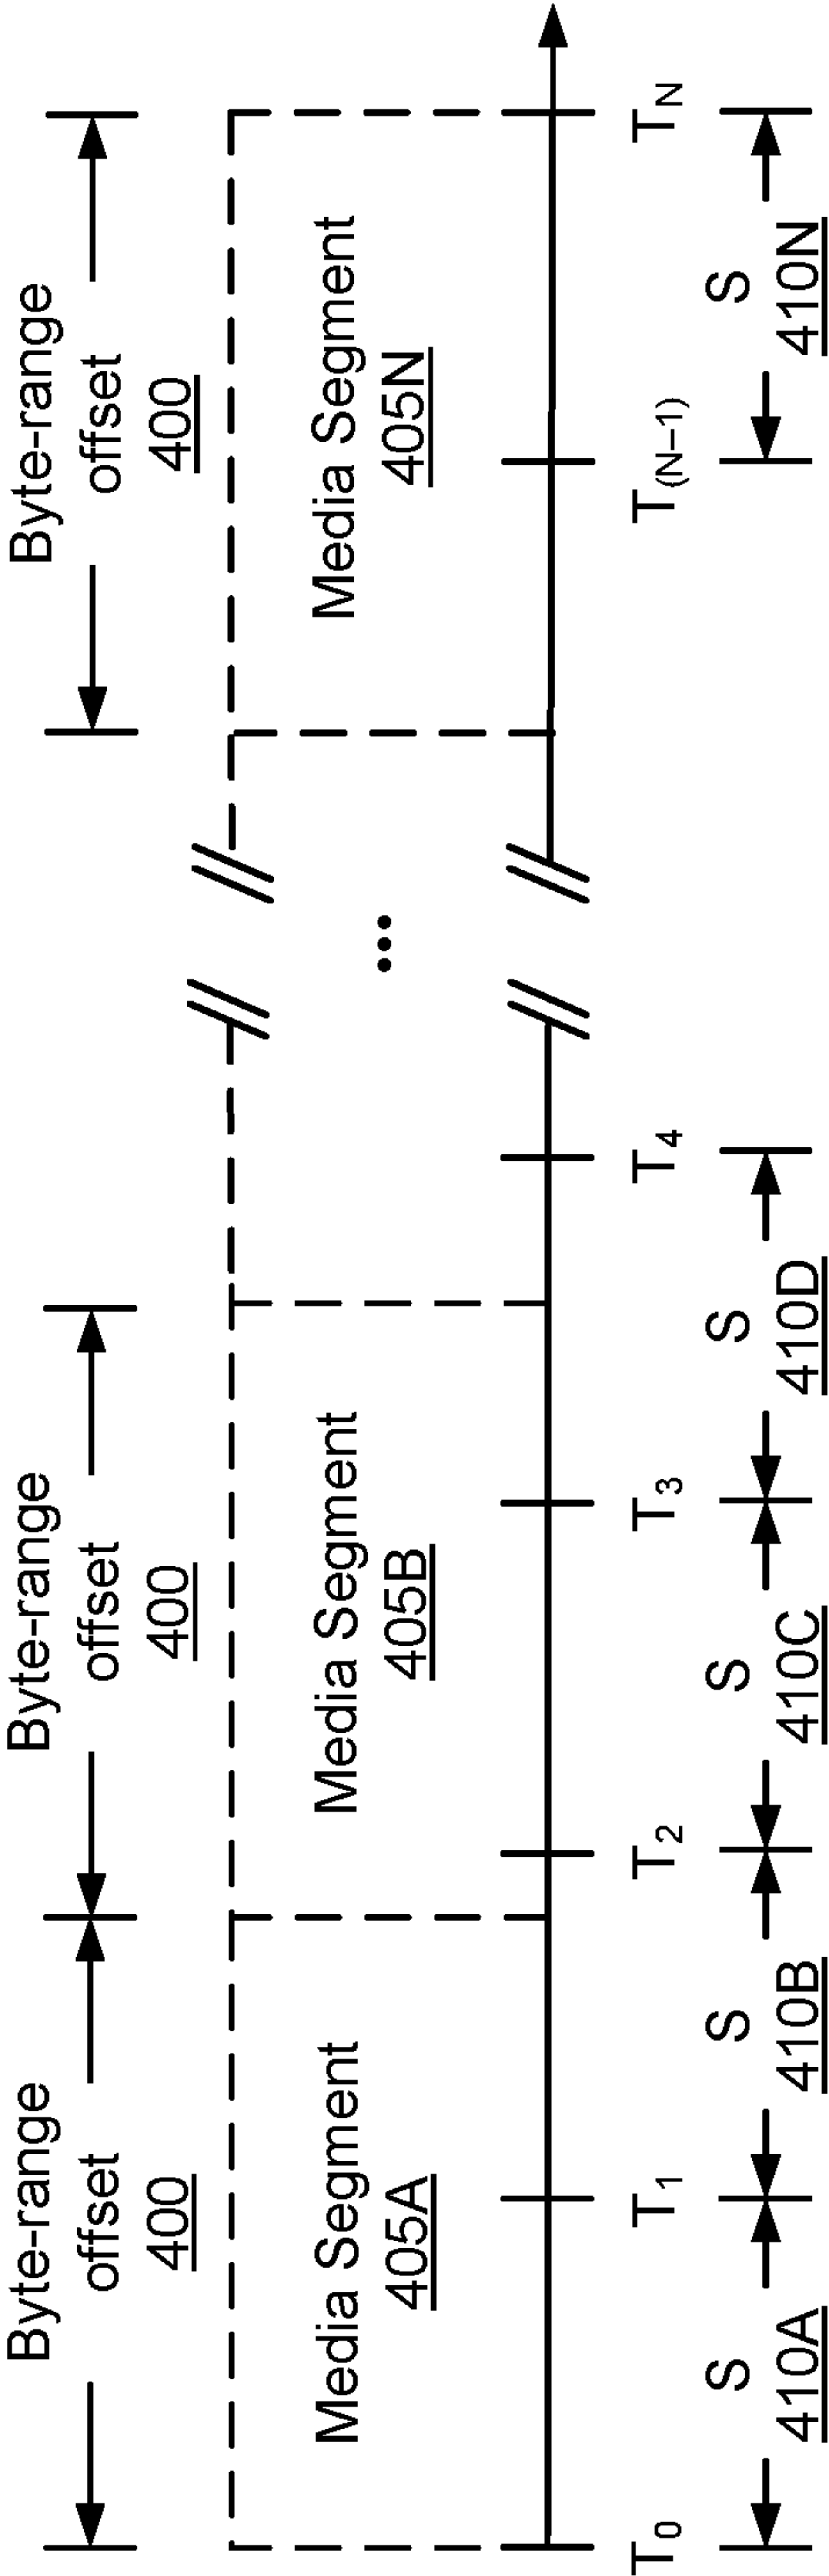 Byte-range
offset
400
Byte-range
offset
400
Byte-range
offset
400
Media Segment
405A
Media Segment
405B
...
Media Segment
405N
T0
T1
T2
T3
T4
T(N–1)
TN
S
410A
S
410B
S
410C
S
410D
S
410N